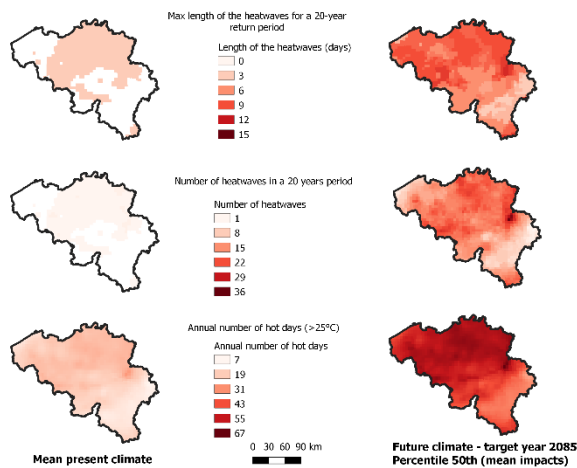 Max length of the heatwaves for a 20-year
return period
Length of the heatwaves (days)
0
3
6
9
12
15
Number of heatwaves in a 20 years period
Number of heatwaves
1
8
15
22
29
36
Annual number of hot days (>25°C)
Annual number of hot days
7
19
31
43
55
67
Mean present climate
0 30 60 90 km
Future climate - target year 2085
Percentile 50th (mean impacts)